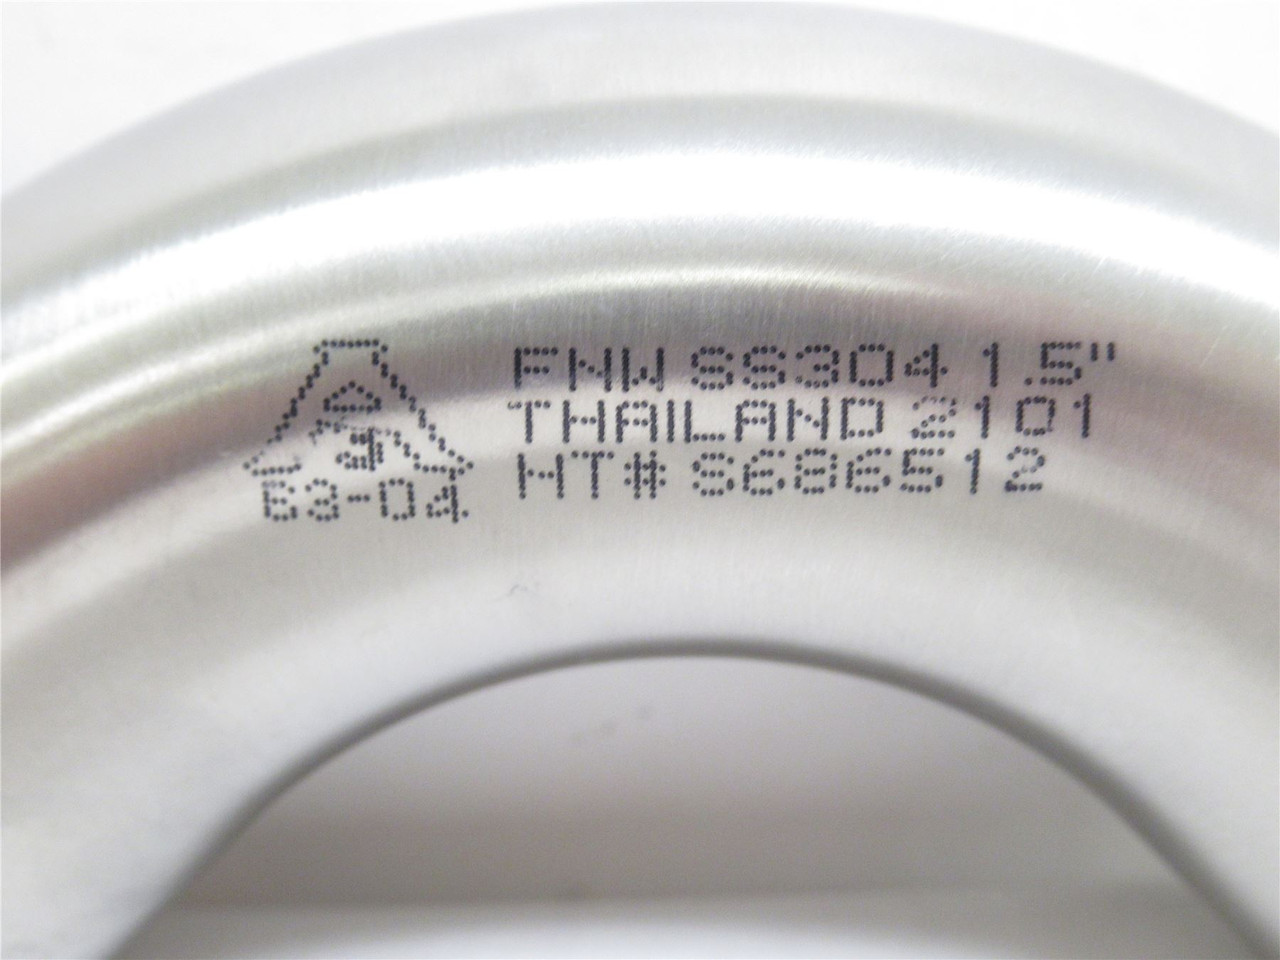 FNW SS304 1.5"
THAILAND 2101
HT# S686512
63-04